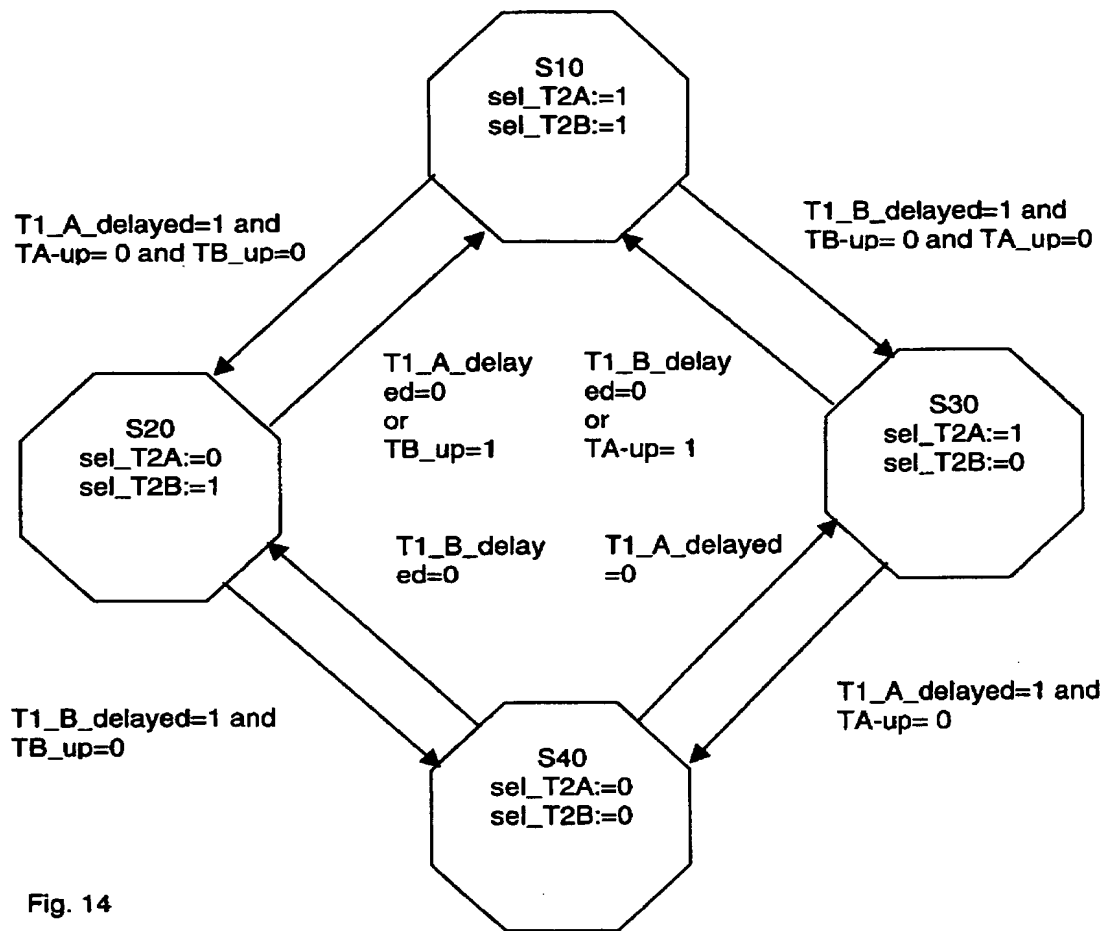 S10
sel_T2A:=1
sel_T2B:=1
T1_A_delayed=1 and
TA-up= 0 and TB_up=0
T1_B_delayed=1 and
TB-up= 0 and TA_up=0
T1_A_delay
ed=0
or
TB_up=1
T1_B_delay
ed=0
or
TA-up= 1
S20
sel_T2A:=0
sel_T2B:=1
S30
sel_T2A:=1
sel_T2B:=0
T1_B_delay
ed=0
T1_A_delayed
=0
T1_B_delayed=1 and
TB_up=0
T1_A_delayed=1 and
TA-up= 0
S40
sel_T2A:=0
sel_T2B:=0
Fig. 14